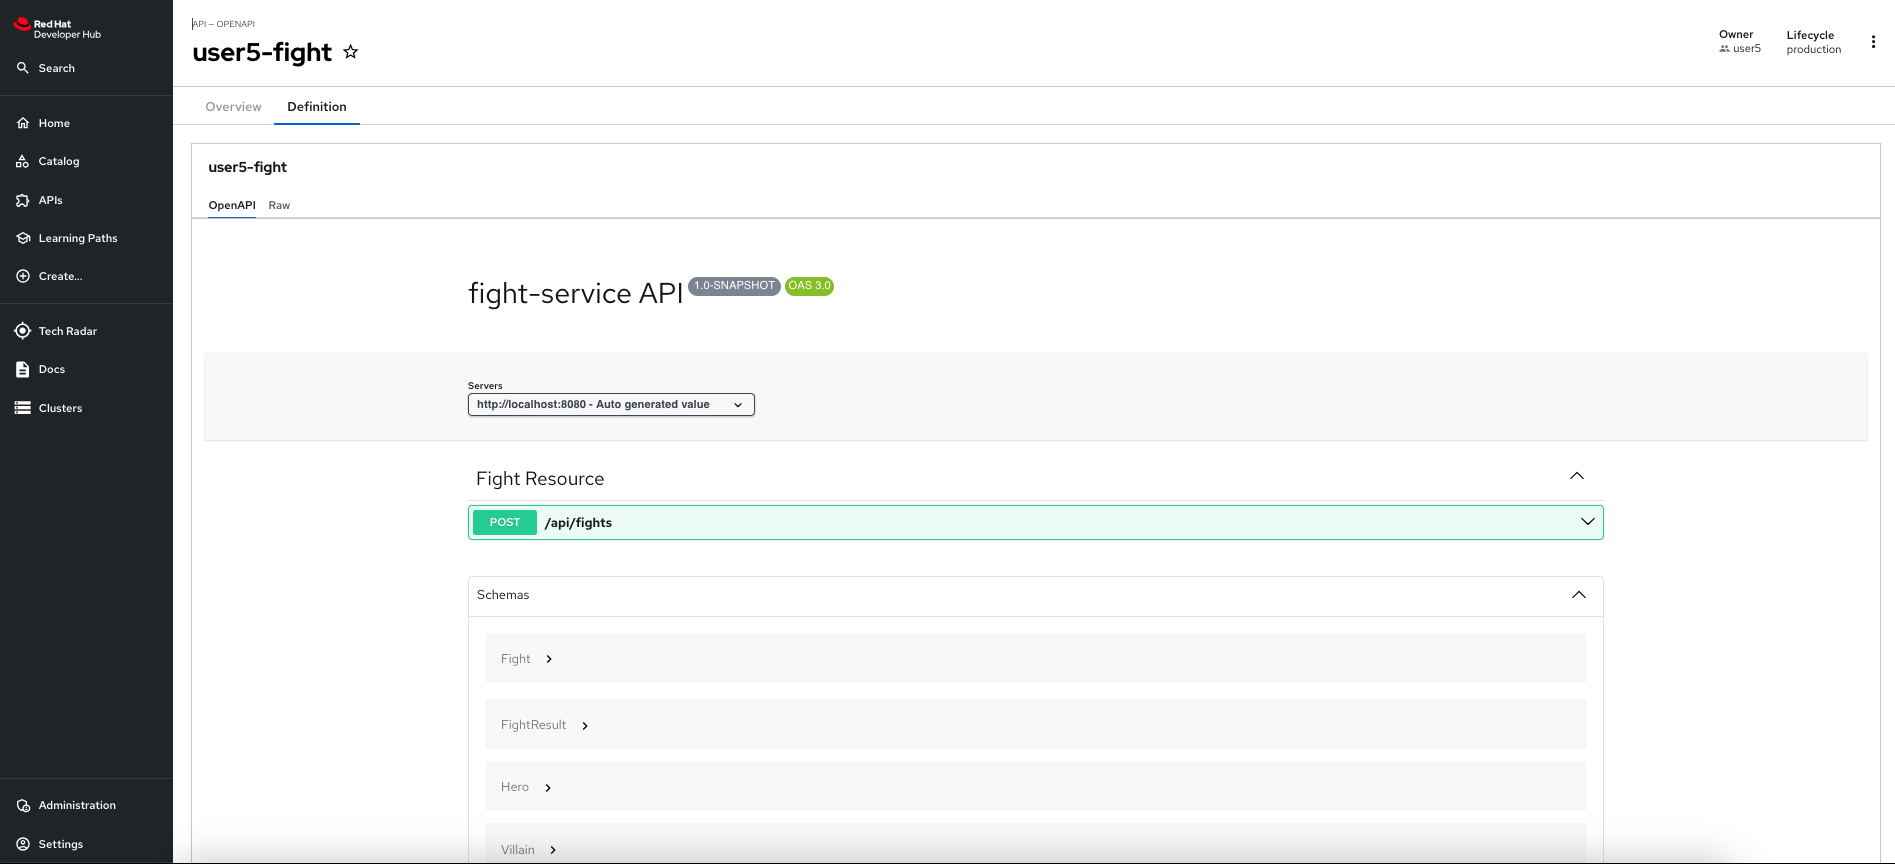 Red Hat
Developer Hub
Search
Home
Catalog
APIs
Learning Paths
Create...
Tech Radar
Docs
Clusters
Administration
Settings
API — OPENAPI
user5-fight
Owner
user5
Lifecycle
production
Overview
Definition
user5-fight
OpenAPI
Raw
fight-service API 1.0-SNAPSHOT OAS 3.0
Servers
http://localhost:8080 - Auto generated value
Fight Resource
POST /api/fights
Schemas
Fight
FightResult
Hero
Villain